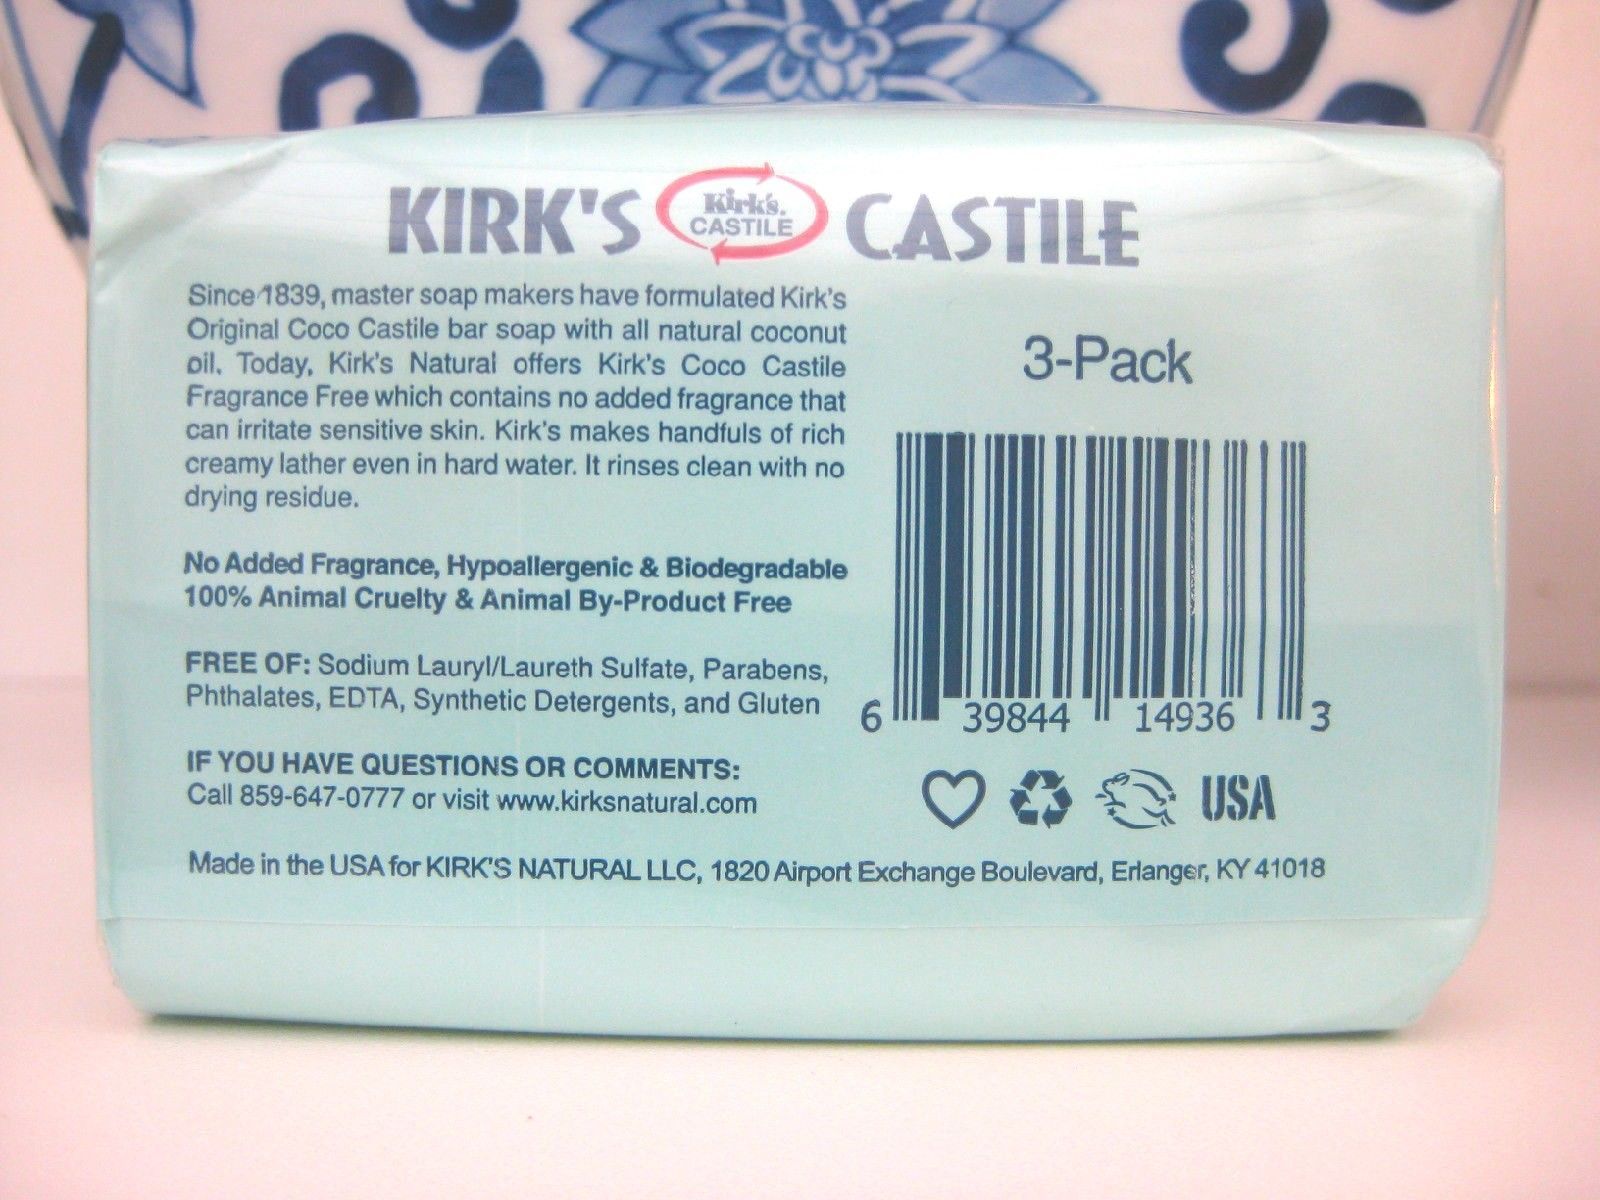 KIRK'S Kirk's. CASTILE CASTILE
Since 1839, master soap makers have formulated Kirk's
Original Coco Castile bar soap with all natural coconut
oil. Today, Kirk's Natural offers Kirk's Coco Castile
Fragrance Free which contains no added fragrance that
can irritate sensitive skin. Kirk's makes handfuls of rich
creamy lather even in hard water. It rinses clean with no
drying residue.
No Added Fragrance, Hypoallergenic & Biodegradable
100% Animal Cruelty & Animal By-Product Free
FREE OF: Sodium Lauryl/Laureth Sulfate, Parabens,
Phthalates, EDTA, Synthetic Detergents, and Gluten
IF YOU HAVE QUESTIONS OR COMMENTS:
Call 859-647-0777 or visit www.kirksnatural.com
3-Pack
6 39844 14936 3
USA
Made in the USA for KIRK'S NATURAL LLC, 1820 Airport Exchange Boulevard, Erlanger, KY 41018